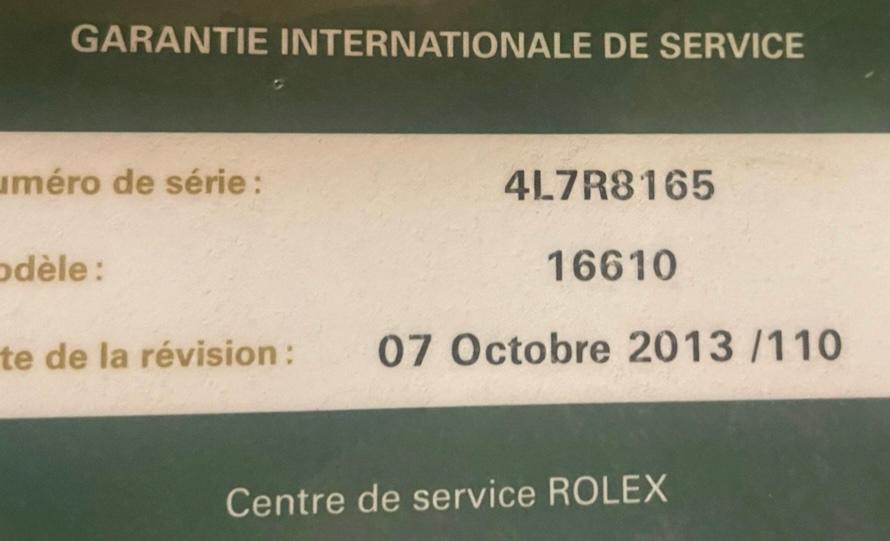 GARANTIE INTERNATIONALE DE SERVICE
uméro de série : 4L7R8165
odèle : 16610
te de la révision : 07 Octobre 2013 /110
Centre de service ROLEX